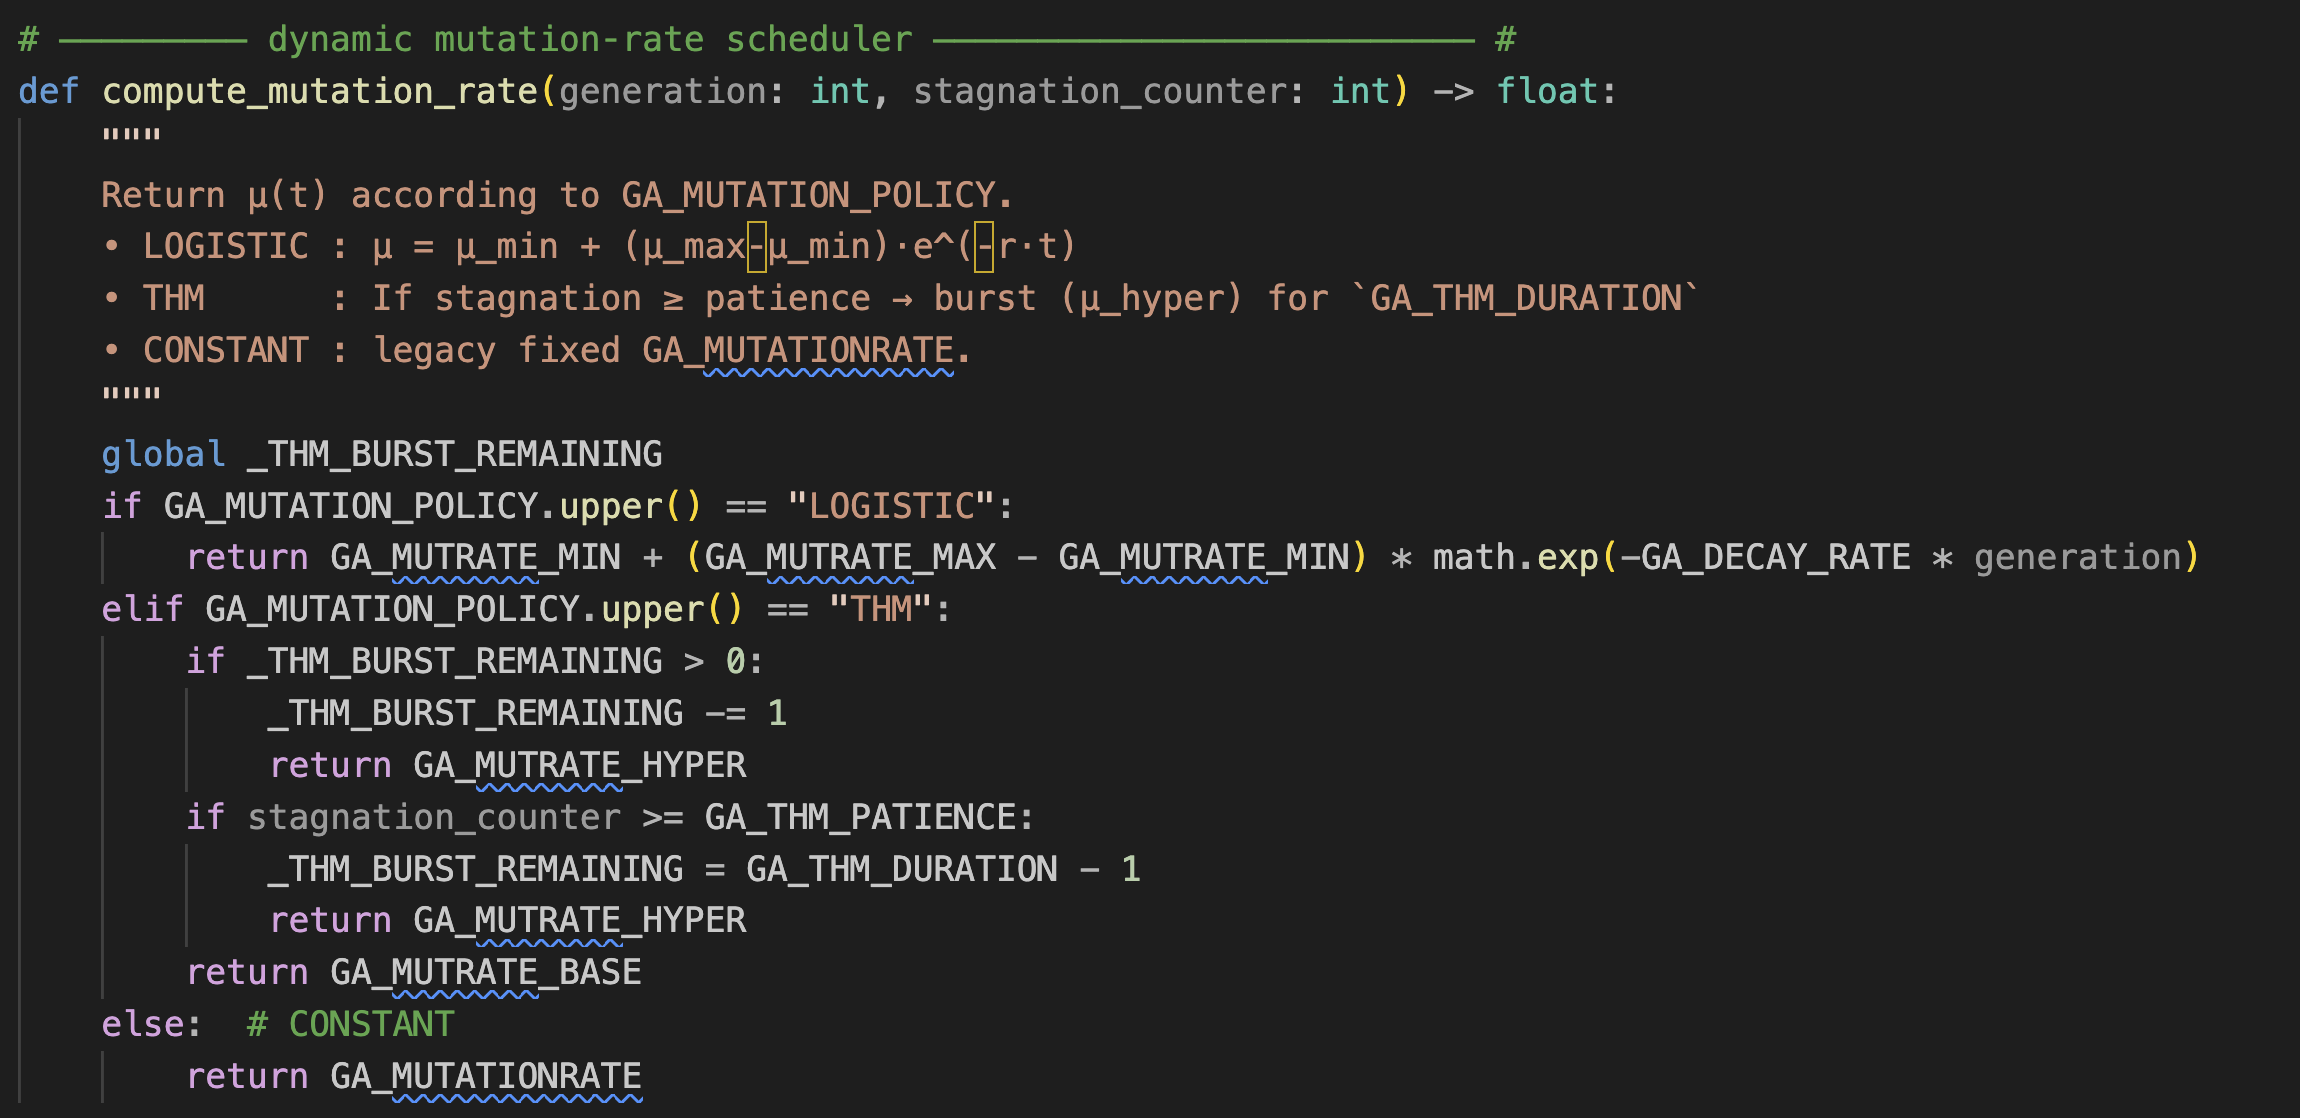 # ───────── dynamic mutation-rate scheduler ────────────────────────── #
def compute_mutation_rate(generation: int, stagnation_counter: int) -> float:
    """
    Return μ(t) according to GA_MUTATION_POLICY.
    • LOGISTIC : μ = μ_min + (μ_max‑μ_min)·e^(‑r·t)
    • THM      : If stagnation ≥ patience → burst (μ_hyper) for `GA_THM_DURATION`
    • CONSTANT : legacy fixed GA_MUTATIONRATE.
    """
    global _THM_BURST_REMAINING
    if GA_MUTATION_POLICY.upper() == "LOGISTIC":
        return GA_MUTRATE_MIN + (GA_MUTRATE_MAX - GA_MUTRATE_MIN) * math.exp(-GA_DECAY_RATE * generation)
    elif GA_MUTATION_POLICY.upper() == "THM":
        if _THM_BURST_REMAINING > 0:
            _THM_BURST_REMAINING -= 1
            return GA_MUTRATE_HYPER
        if stagnation_counter >= GA_THM_PATIENCE:
            _THM_BURST_REMAINING = GA_THM_DURATION - 1
            return GA_MUTRATE_HYPER
        return GA_MUTRATE_BASE
    else:  # CONSTANT
        return GA_MUTATIONRATE